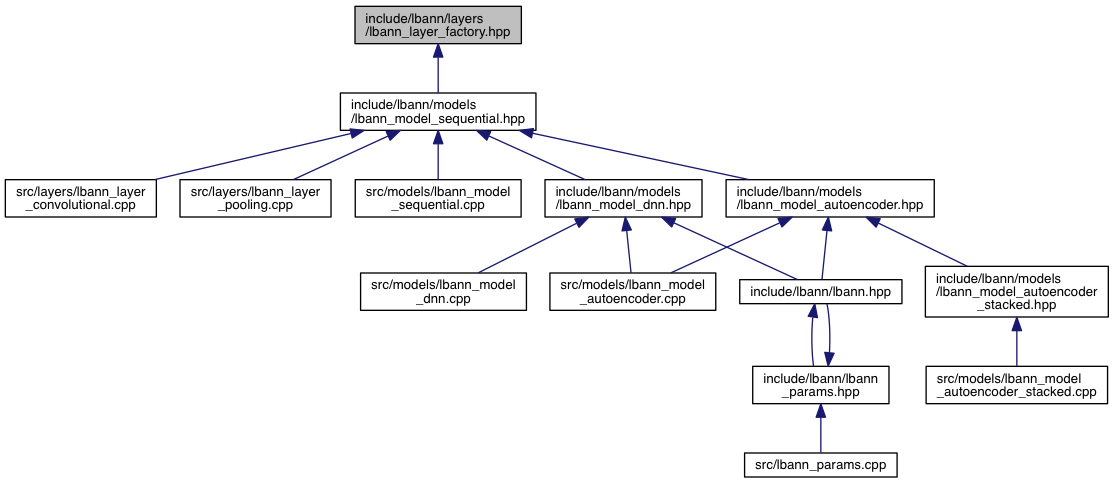 include/lbann/layers
/lbann_layer_factory.hpp
include/lbann/models
/lbann_model_sequential.hpp
src/layers/lbann_layer
_convolutional.cpp
src/layers/lbann_layer
_pooling.cpp
src/models/lbann_model
_sequential.cpp
include/lbann/models
/lbann_model_dnn.hpp
include/lbann/models
/lbann_model_autoencoder.hpp
src/models/lbann_model
_dnn.cpp
src/models/lbann_model
_autoencoder.cpp
include/lbann/lbann.hpp
include/lbann/models
/lbann_model_autoencoder
_stacked.hpp
include/lbann/lbann
_params.hpp
src/models/lbann_model
_autoencoder_stacked.cpp
src/lbann_params.cpp